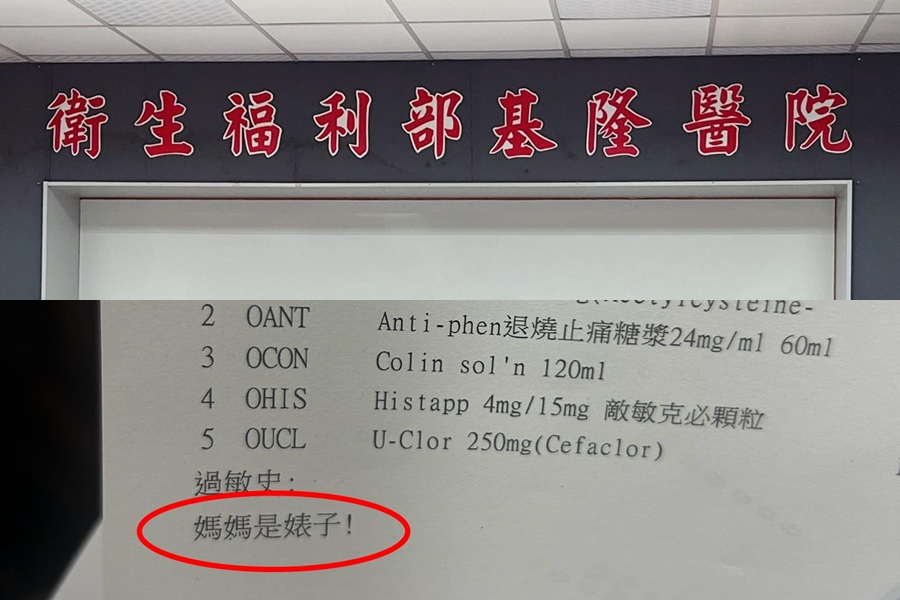 衛生福利部基隆醫院
(Acetylcysteine-
2 OANT Anti-phen退燒止痛糖漿24mg/ml 60ml
3 OCON Colin sol'n 120ml
4 OHIS Histapp 4mg/15mg 敵敏克必顆粒
5 OUCL U-Clor 250mg(Cefaclor)
過敏史:
媽媽是婊子!